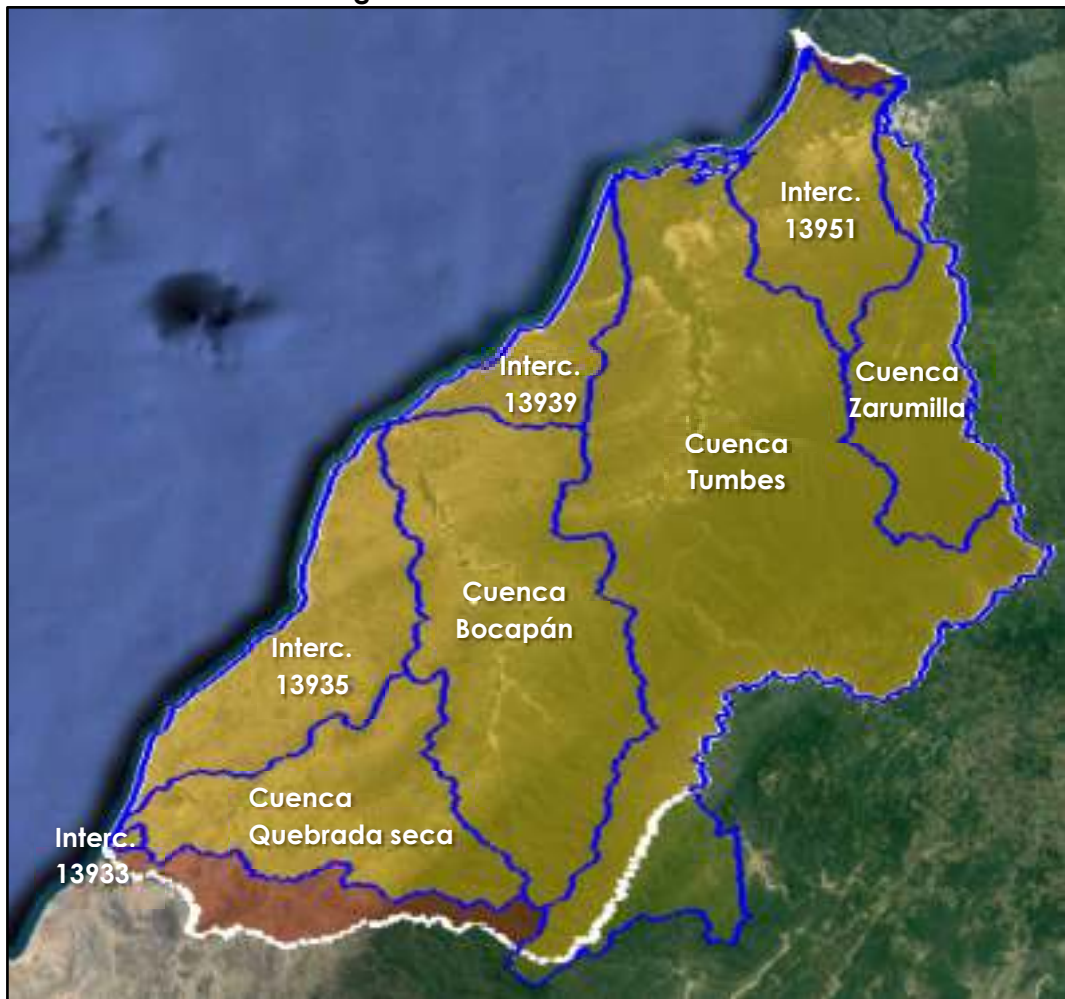 Interc.
13951
Interc.
13939
Cuenca
Zarumilla
Cuenca
Tumbes
Cuenca
Bocapán
Interc.
13935
Cuenca
Quebrada seca
Interc.
13933